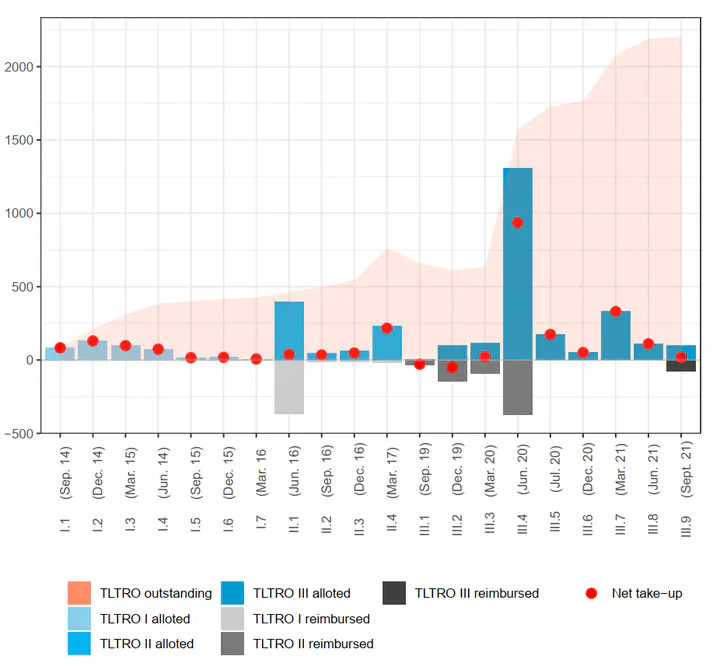 2000
1500
1000
500
0
−500
I.1 (Sep. 14)
I.2 (Dec. 14)
I.3 (Mar. 15)
I.4 (Jun. 15)
I.5 (Sep. 15)
I.6 (Dec. 15)
I.7 (Mar. 16
II.1 (Jun. 16)
II.2 (Sep. 16)
II.3 (Dec. 16)
II.4 (Mar. 17)
III.1 (Sep. 19)
III.2 (Dec. 19)
III.3 (Mar. 20)
III.4 (Jun. 20)
III.5 (Jul. 20)
III.6 (Dec. 20)
III.7 (Mar. 21)
III.8 (Jun. 21)
III.9 (Sept. 21)
TLTRO outstanding TLTRO III alloted TLTRO III reimbursed Net take−up
TLTRO I alloted TLTRO I reimbursed
TLTRO II alloted TLTRO II reimbursed